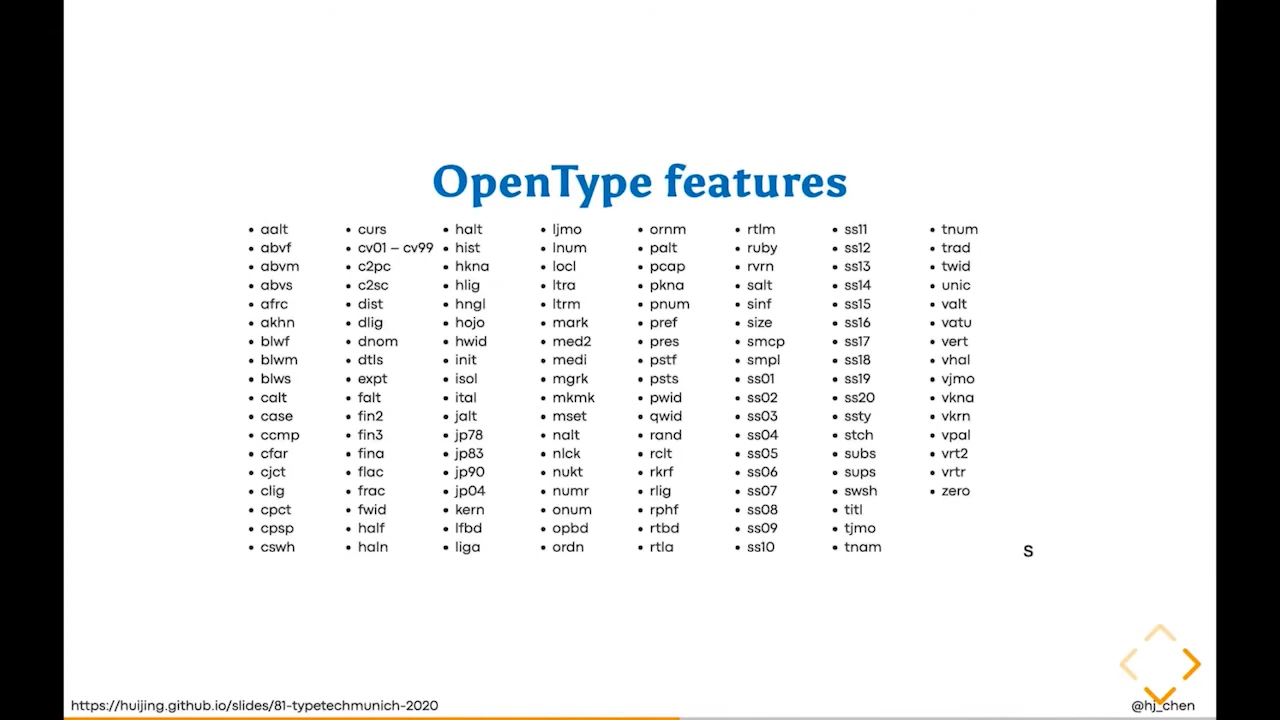 OpenType features
• aalt
• abvf
• abvm
• abvs
• afrc
• akhn
• blwf
• blwm
• blws
• calt
• case
• ccmp
• cfar
• cjct
• clig
• cpct
• cpsp
• cswh
• curs
• cv01 – cv99
• c2pc
• c2sc
• dist
• dlig
• dnom
• dtls
• expt
• falt
• fin2
• fin3
• fina
• flac
• frac
• fwid
• half
• haln
• halt
• hist
• hkna
• hlig
• hngl
• hojo
• hwid
• init
• isol
• ital
• jalt
• jp78
• jp83
• jp90
• jp04
• kern
• lfbd
• liga
• ljmo
• lnum
• locl
• ltra
• ltrm
• mark
• med2
• medi
• mgrk
• mkmk
• mset
• nalt
• nlck
• nukt
• numr
• onum
• opbd
• ordn
• ornm
• palt
• pcap
• pkna
• pnum
• pref
• pres
• pstf
• psts
• pwid
• qwid
• rand
• rclt
• rkrf
• rlig
• rphf
• rtbd
• rtla
• rtlm
• ruby
• rvrn
• salt
• sinf
• size
• smcp
• smpl
• ss01
• ss02
• ss03
• ss04
• ss05
• ss06
• ss07
• ss08
• ss09
• ss10
• ss11
• ss12
• ss13
• ss14
• ss15
• ss16
• ss17
• ss18
• ss19
• ss20
• ssty
• stch
• subs
• sups
• swsh
• titl
• tjmo
• tnam
• tnum
• trad
• twid
• unic
• valt
• vatu
• vert
• vhal
• vjmo
• vkna
• vkrn
• vpal
• vrt2
• vrtr
• zero
s
https://huijing.github.io/slides/81-typetechmunich-2020
@hj_chen